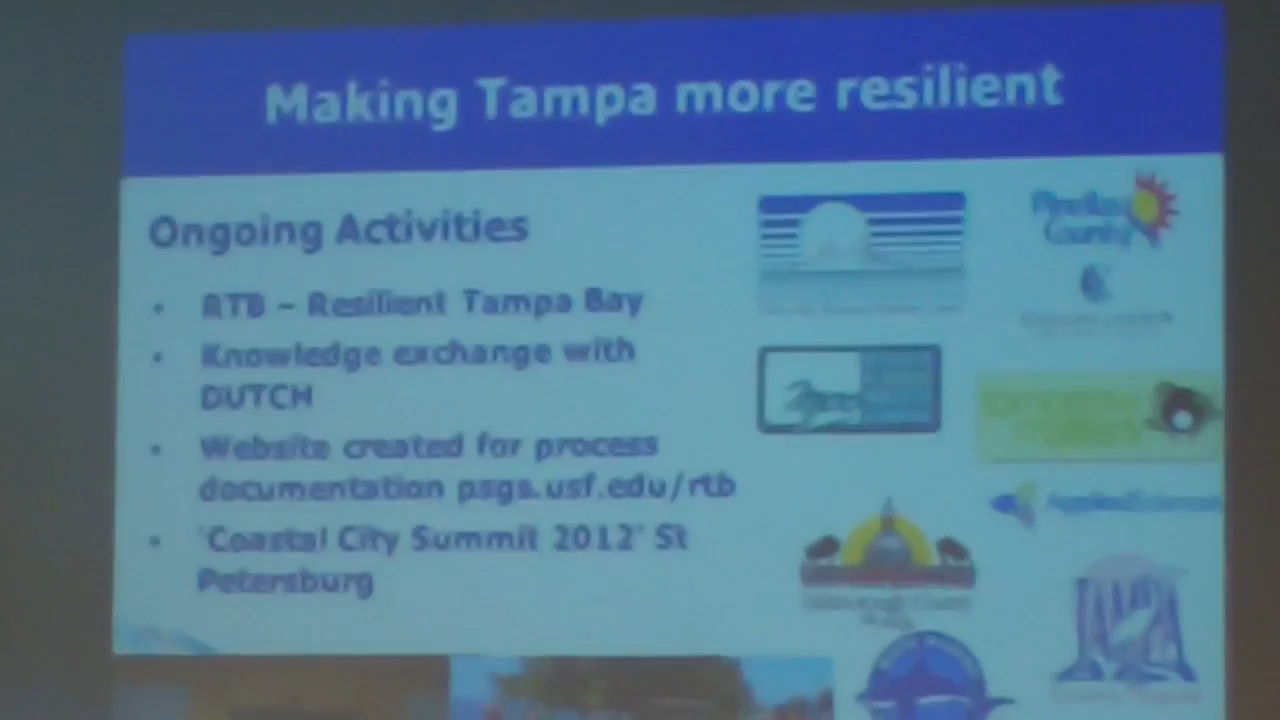 Making Tampa more resilient
Ongoing Activities
• RTB – Resilient Tampa Bay
• Knowledge exchange with
DUTCH
• Website created for process
documentation psgs.usf.edu/rtb
• 'Coastal City Summit 2012' St
Petersburg
Pinellas
County
TAMPA